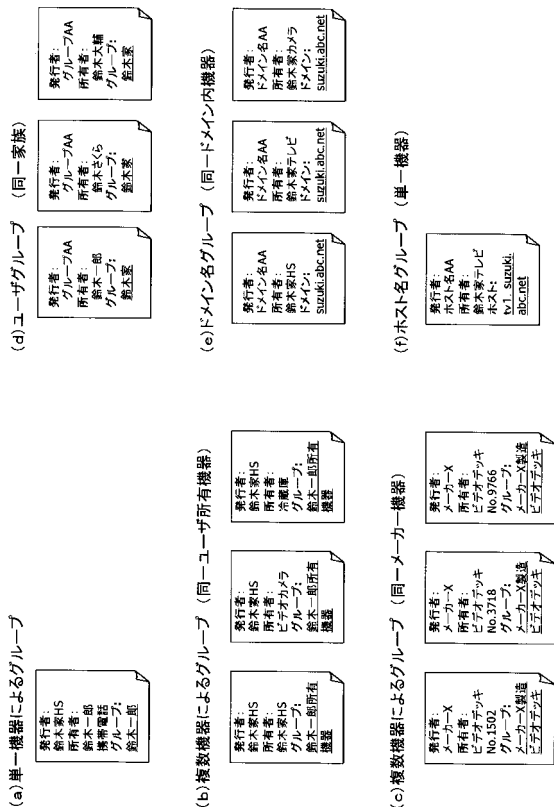 (a)単一機器によるグループ
発行者:
鈴木家HS
所有者:
鈴木一郎
携帯電話
グループ:
鈴木一郎
(b)複数機器によるグループ (同一ユーザ所有機器)
発行者:
鈴木家HS
所有者:
鈴木家HS
グループ:
鈴木一郎所有
機器
発行者:
鈴木家HS
所有者:
ビデオカメラ
グループ:
鈴木一郎所有
機器
発行者:
鈴木家HS
所有者:
冷蔵庫
グループ:
鈴木一郎所有
機器
(c)複数機器によるグループ (同一メーカー機器)
発行者:
メーカーX
所有者:
ビデオデッキ
No.1502
グループ:
メーカーX製造
ビデオデッキ
発行者:
メーカーX
所有者:
ビデオデッキ
No.3718
グループ:
メーカーX製造
ビデオデッキ
発行者:
メーカーX
所有者:
ビデオデッキ
No.9766
グループ:
メーカーX製造
ビデオデッキ
(d)ユーザグループ (同一家族)
発行者:
グループAA
所有者:
鈴木一郎
グループ:
鈴木家
発行者:
グループAA
所有者:
鈴木さくら
グループ:
鈴木家
発行者:
グループAA
所有者:
鈴木大輔
グループ:
鈴木家
(e)ドメイン名グループ (同一ドメイン内機器)
発行者:
ドメイン名AA
所有者:
鈴木家HS
ドメイン:
suzuki.abc.net
発行者:
ドメイン名AA
所有者:
鈴木家テレビ
ドメイン:
suzuki.abc.net
発行者:
ドメイン名AA
所有者:
鈴木家カメラ
ドメイン:
suzuki.abc.net
(f)ホスト名グループ (単一機器)
発行者:
ホスト名AA
所有者:
鈴木家テレビ
ホスト:
tv1. suzuki.
abc.net